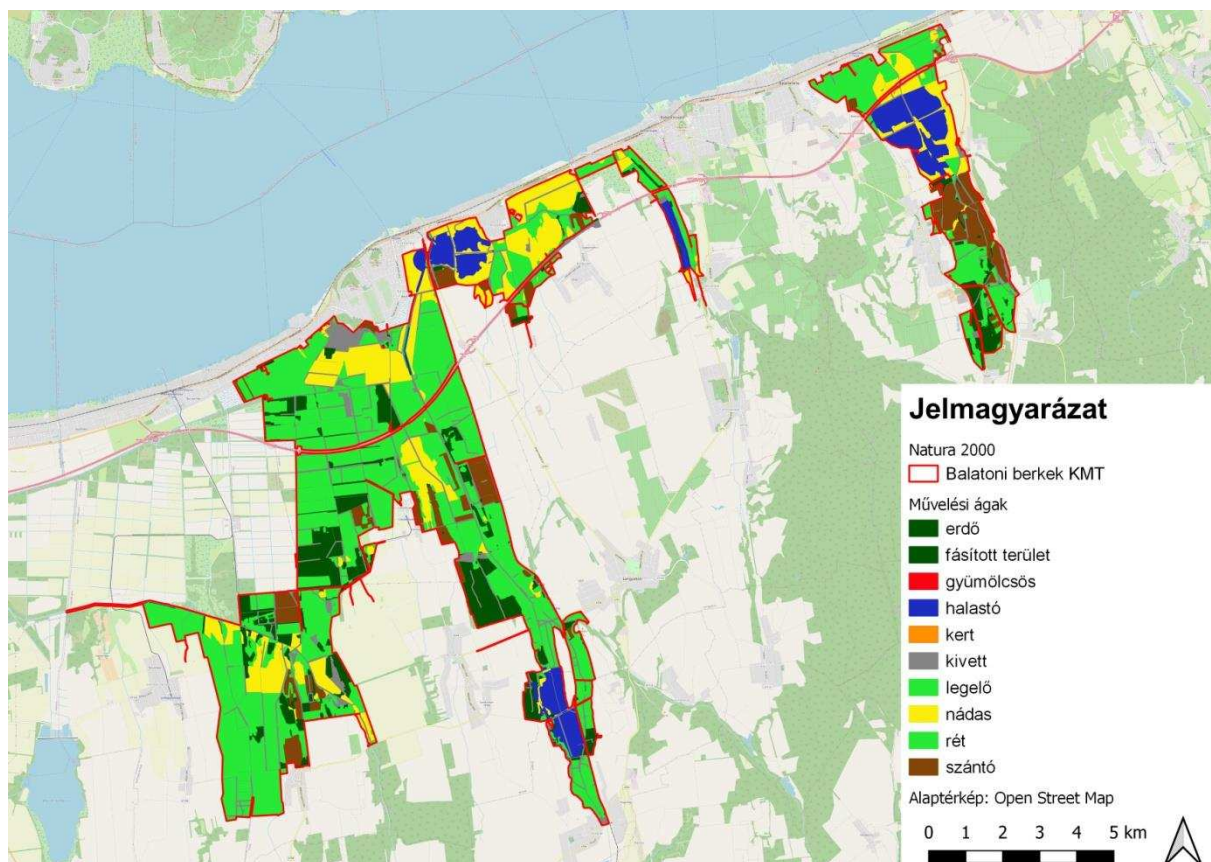 Jelmagyarázat
Natura 2000
Balatoni berkek KMT
Művelési ágak
erdő
fásított terület
gyümölcsös
halastó
kert
kivett
legelő
nádas
rét
szántó
Alaptérkép: Open Street Map
0 1 2 3 4 5 km